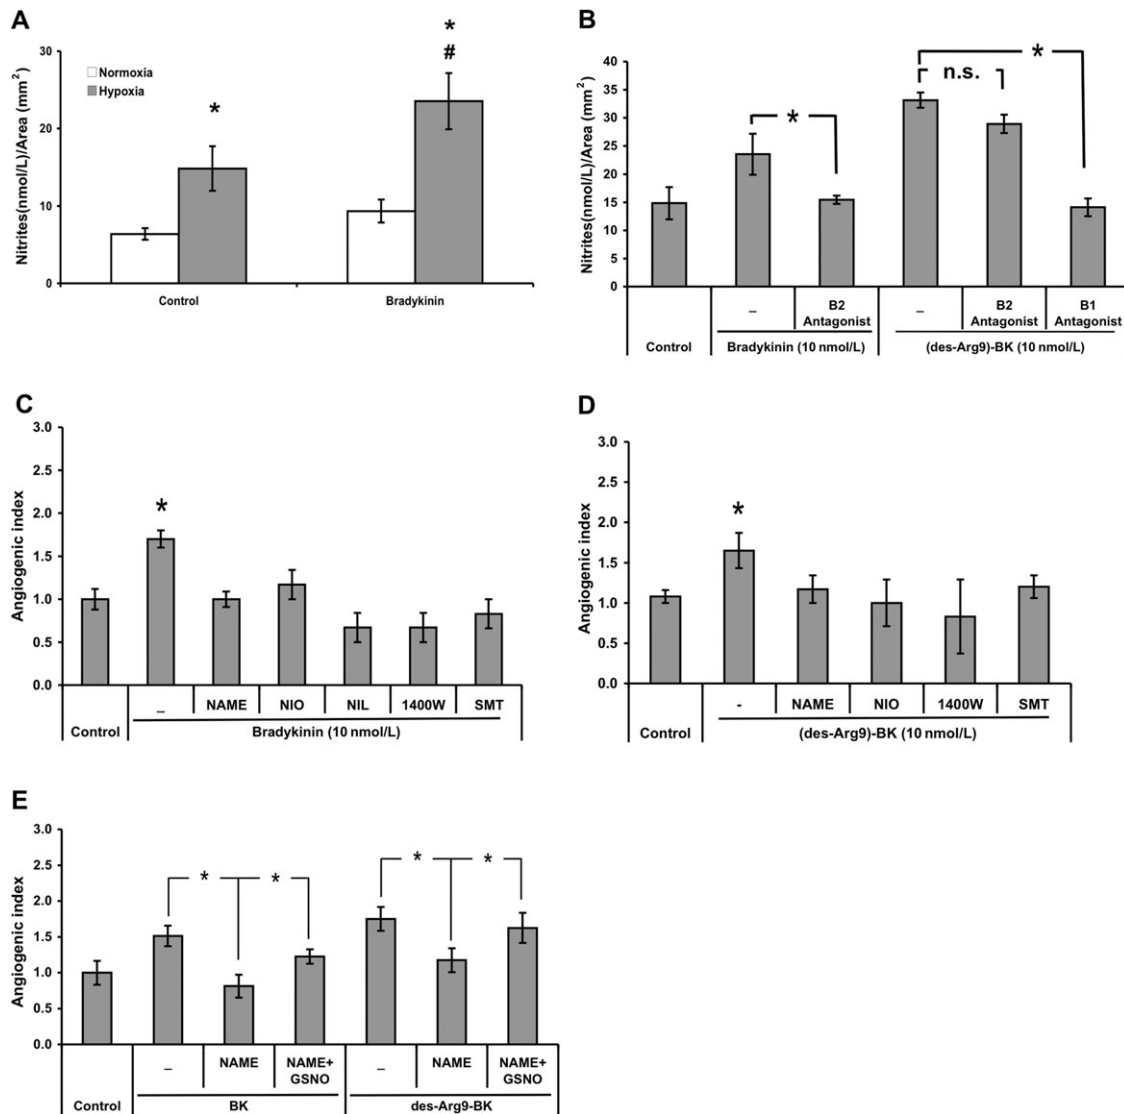 A
Nitrites(nmol/L)/Area (mm²)
30
20
10
0
Normoxia
Hypoxia
*
*
#
Control
Bradykinin
B
Nitrites(nmol/L)/Area (mm²)
40
35
30
25
20
15
10
5
0
*
n.s.
*
– B2 – B2 B1
Antagonist Antagonist Antagonist
Control Bradykinin (10 nmol/L) (des-Arg9)-BK (10 nmol/L)
C
Angiogenic index
3.0
2.5
2.0
1.5
1.0
0.5
0.0
*
– NAME NIO NIL 1400W SMT
Control Bradykinin (10 nmol/L)
D
Angiogenic index
3.0
2.5
2.0
1.5
1.0
0.5
0.0
*
- NAME NIO 1400W SMT
Control (des-Arg9)-BK (10 nmol/L)
E
Angiogenic index
3.0
2.5
2.0
1.5
1.0
0.5
0.0
* *
* *
– NAME NAME+ – NAME NAME+
GSNO GSNO
Control BK des-Arg9-BK